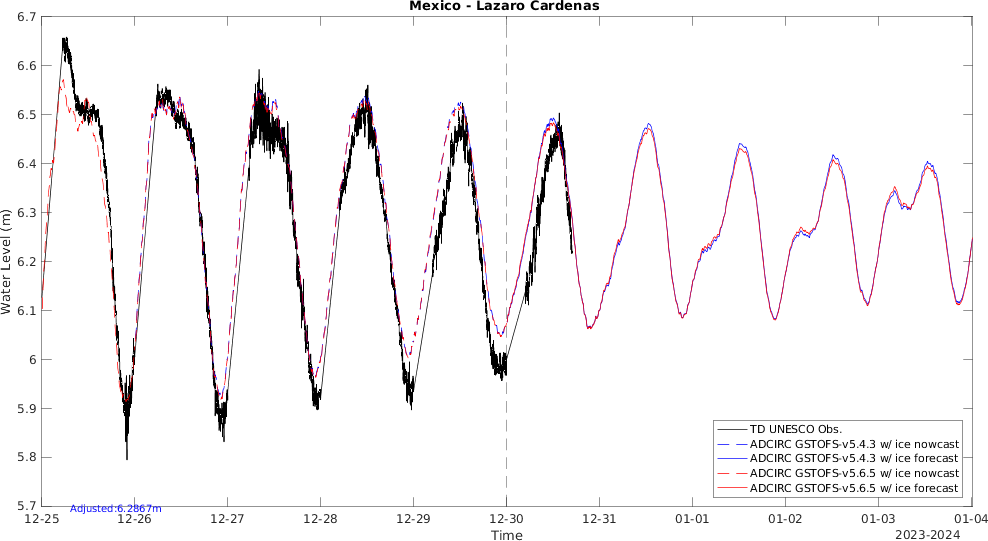 Mexico - Lazaro Cardenas
6.7
6.6
6.5
6.4
6.3
6.2
6.1
6
5.9
5.8
5.7
Water Level (m)
TD UNESCO Obs.
ADCIRC GSTOFS-v5.4.3 w/ ice nowcast
ADCIRC GSTOFS-v5.4.3 w/ ice forecast
ADCIRC GSTOFS-v5.6.5 w/ ice nowcast
ADCIRC GSTOFS-v5.6.5 w/ ice forecast
Adjusted:6.2867m
12-25 12-26 12-27 12-28 12-29 12-30 12-31 01-01 01-02 01-03 01-04
Time
2023-2024